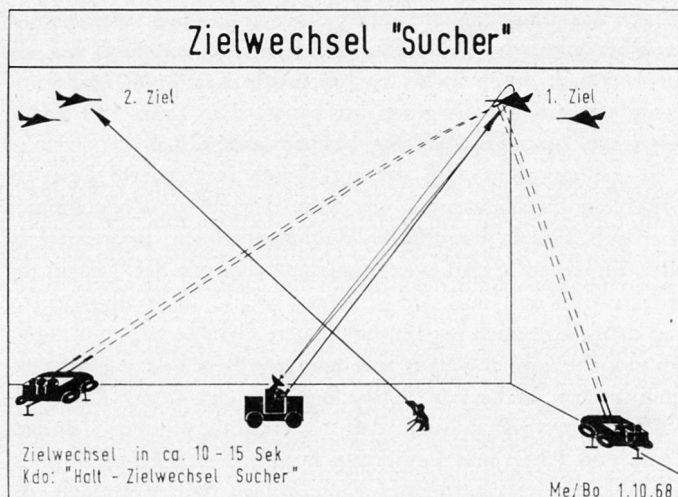 Zielwechsel "Sucher"
2. Ziel
1. Ziel
Zielwechsel in ca. 10 - 15 Sek
Kdo: "Halt - Zielwechsel Sucher"
Me/Bo 1.10.68